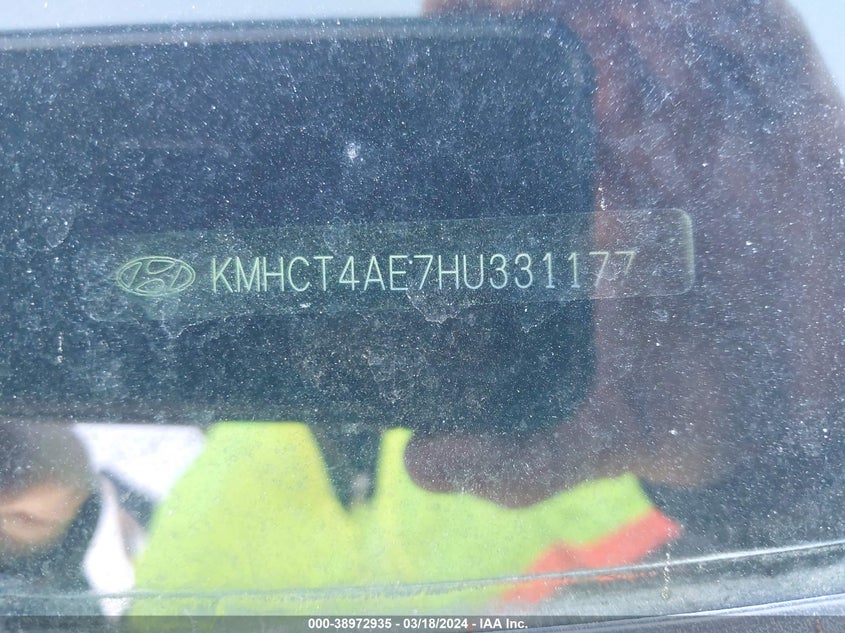 KMHCT4AE7HU331177
000-38972935 - 03/18/2024 - IAA, Inc.